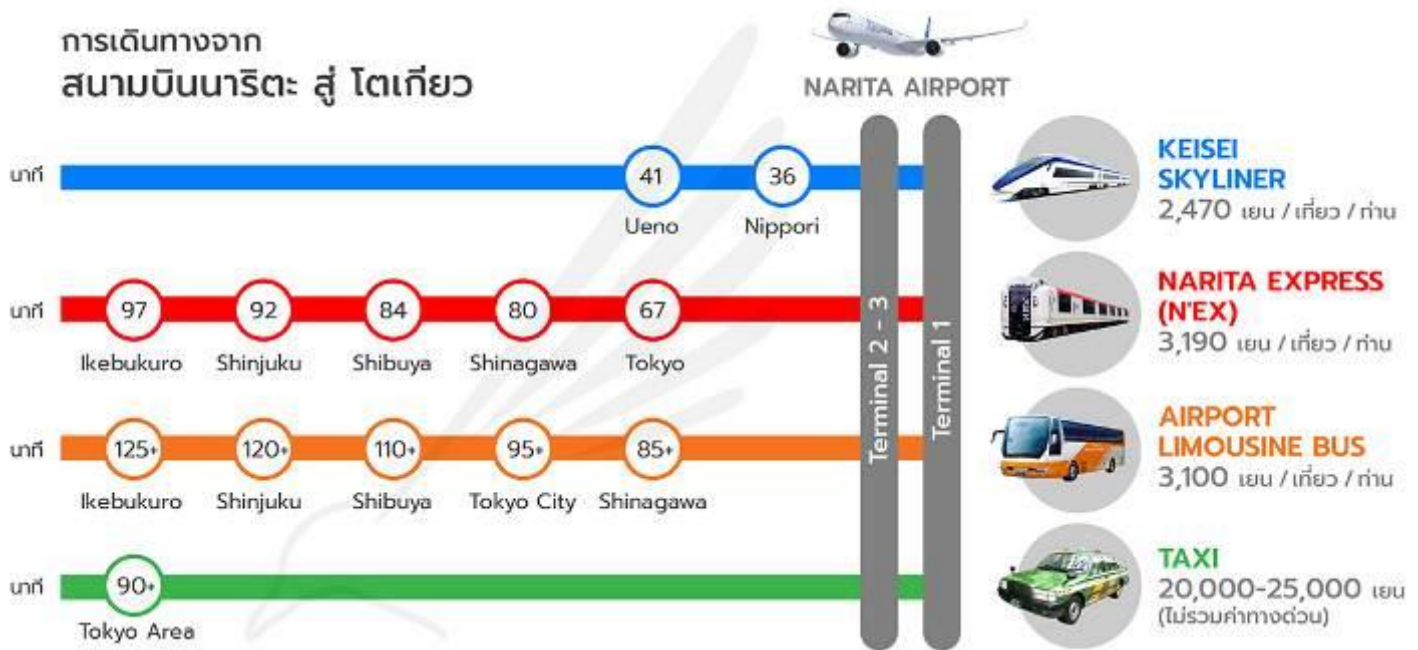 การเดินทางจาก
สนามบินนาริตะ สู่ โตเกียว
NARITA AIRPORT
Terminal 2 - 3
Terminal 1
นาที
41
36
Ueno
Nippori
KEISEI
SKYLINER
2,470 เยน / เที่ยว / ท่าน
นาที
97
92
84
80
67
Ikebukuro
Shinjuku
Shibuya
Shinagawa
Tokyo
NARITA EXPRESS
(N'EX)
3,190 เยน / เที่ยว / ท่าน
นาที
125+
120+
110+
95+
85+
Ikebukuro
Shinjuku
Shibuya
Tokyo City
Shinagawa
AIRPORT
LIMOUSINE BUS
3,100 เยน / เที่ยว / ท่าน
นาที
90+
Tokyo Area
TAXI
20,000-25,000 เยน
(ไม่รวมค่าทางด่วน)